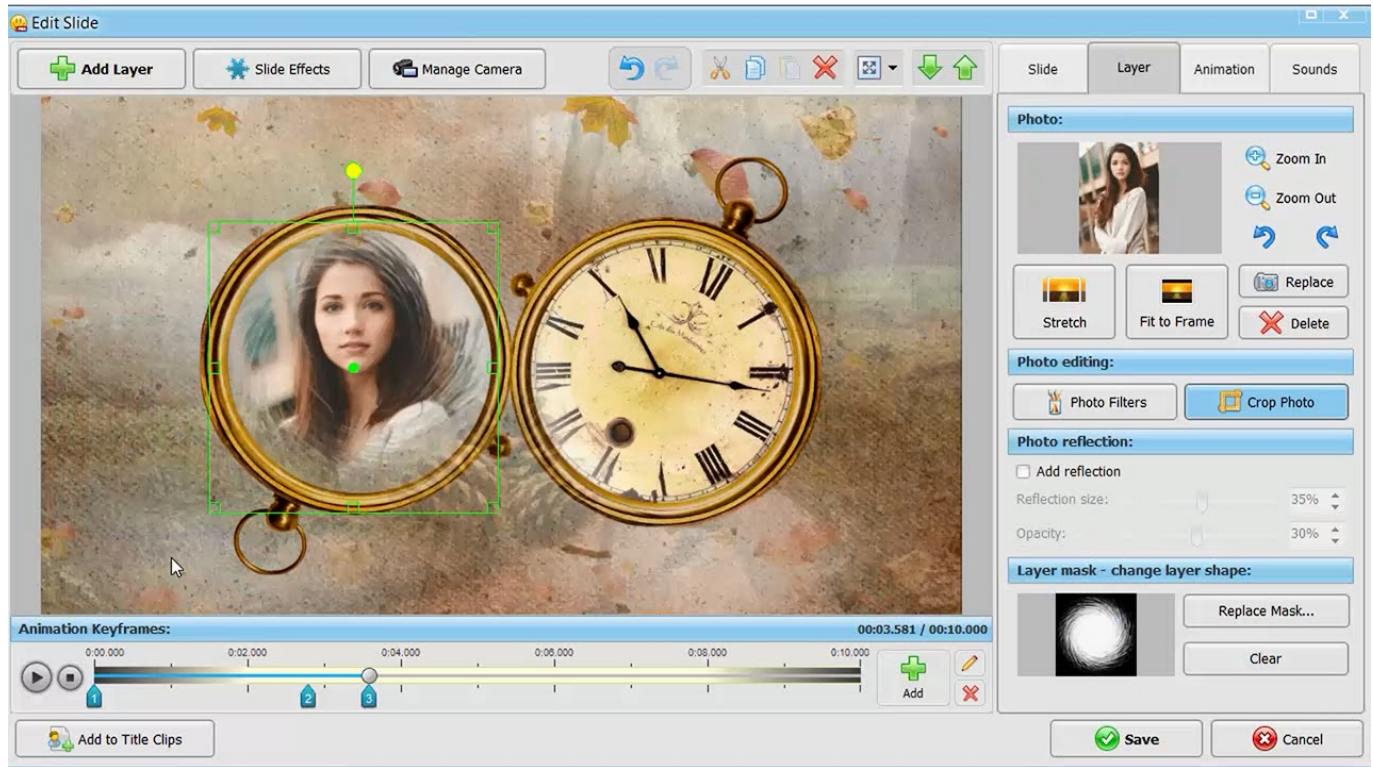 Edit Slide
Add Layer
Slide Effects
Manage Camera
Slide
Layer
Animation
Sounds
Photo:
Zoom In
Zoom Out
Stretch
Fit to Frame
Replace
Delete
Photo editing:
Photo Filters
Crop Photo
Photo reflection:
Add reflection
Reflection size:
35%
Opacity:
30%
Layer mask - change layer shape:
Replace Mask...
Clear
Animation Keyframes:
00:03.581 / 00:10.000
0:00.000
0:02.000
0:04.000
0:06.000
0:08.000
0:10.000
1
2
3
Add
Add to Title Clips
Save
Cancel